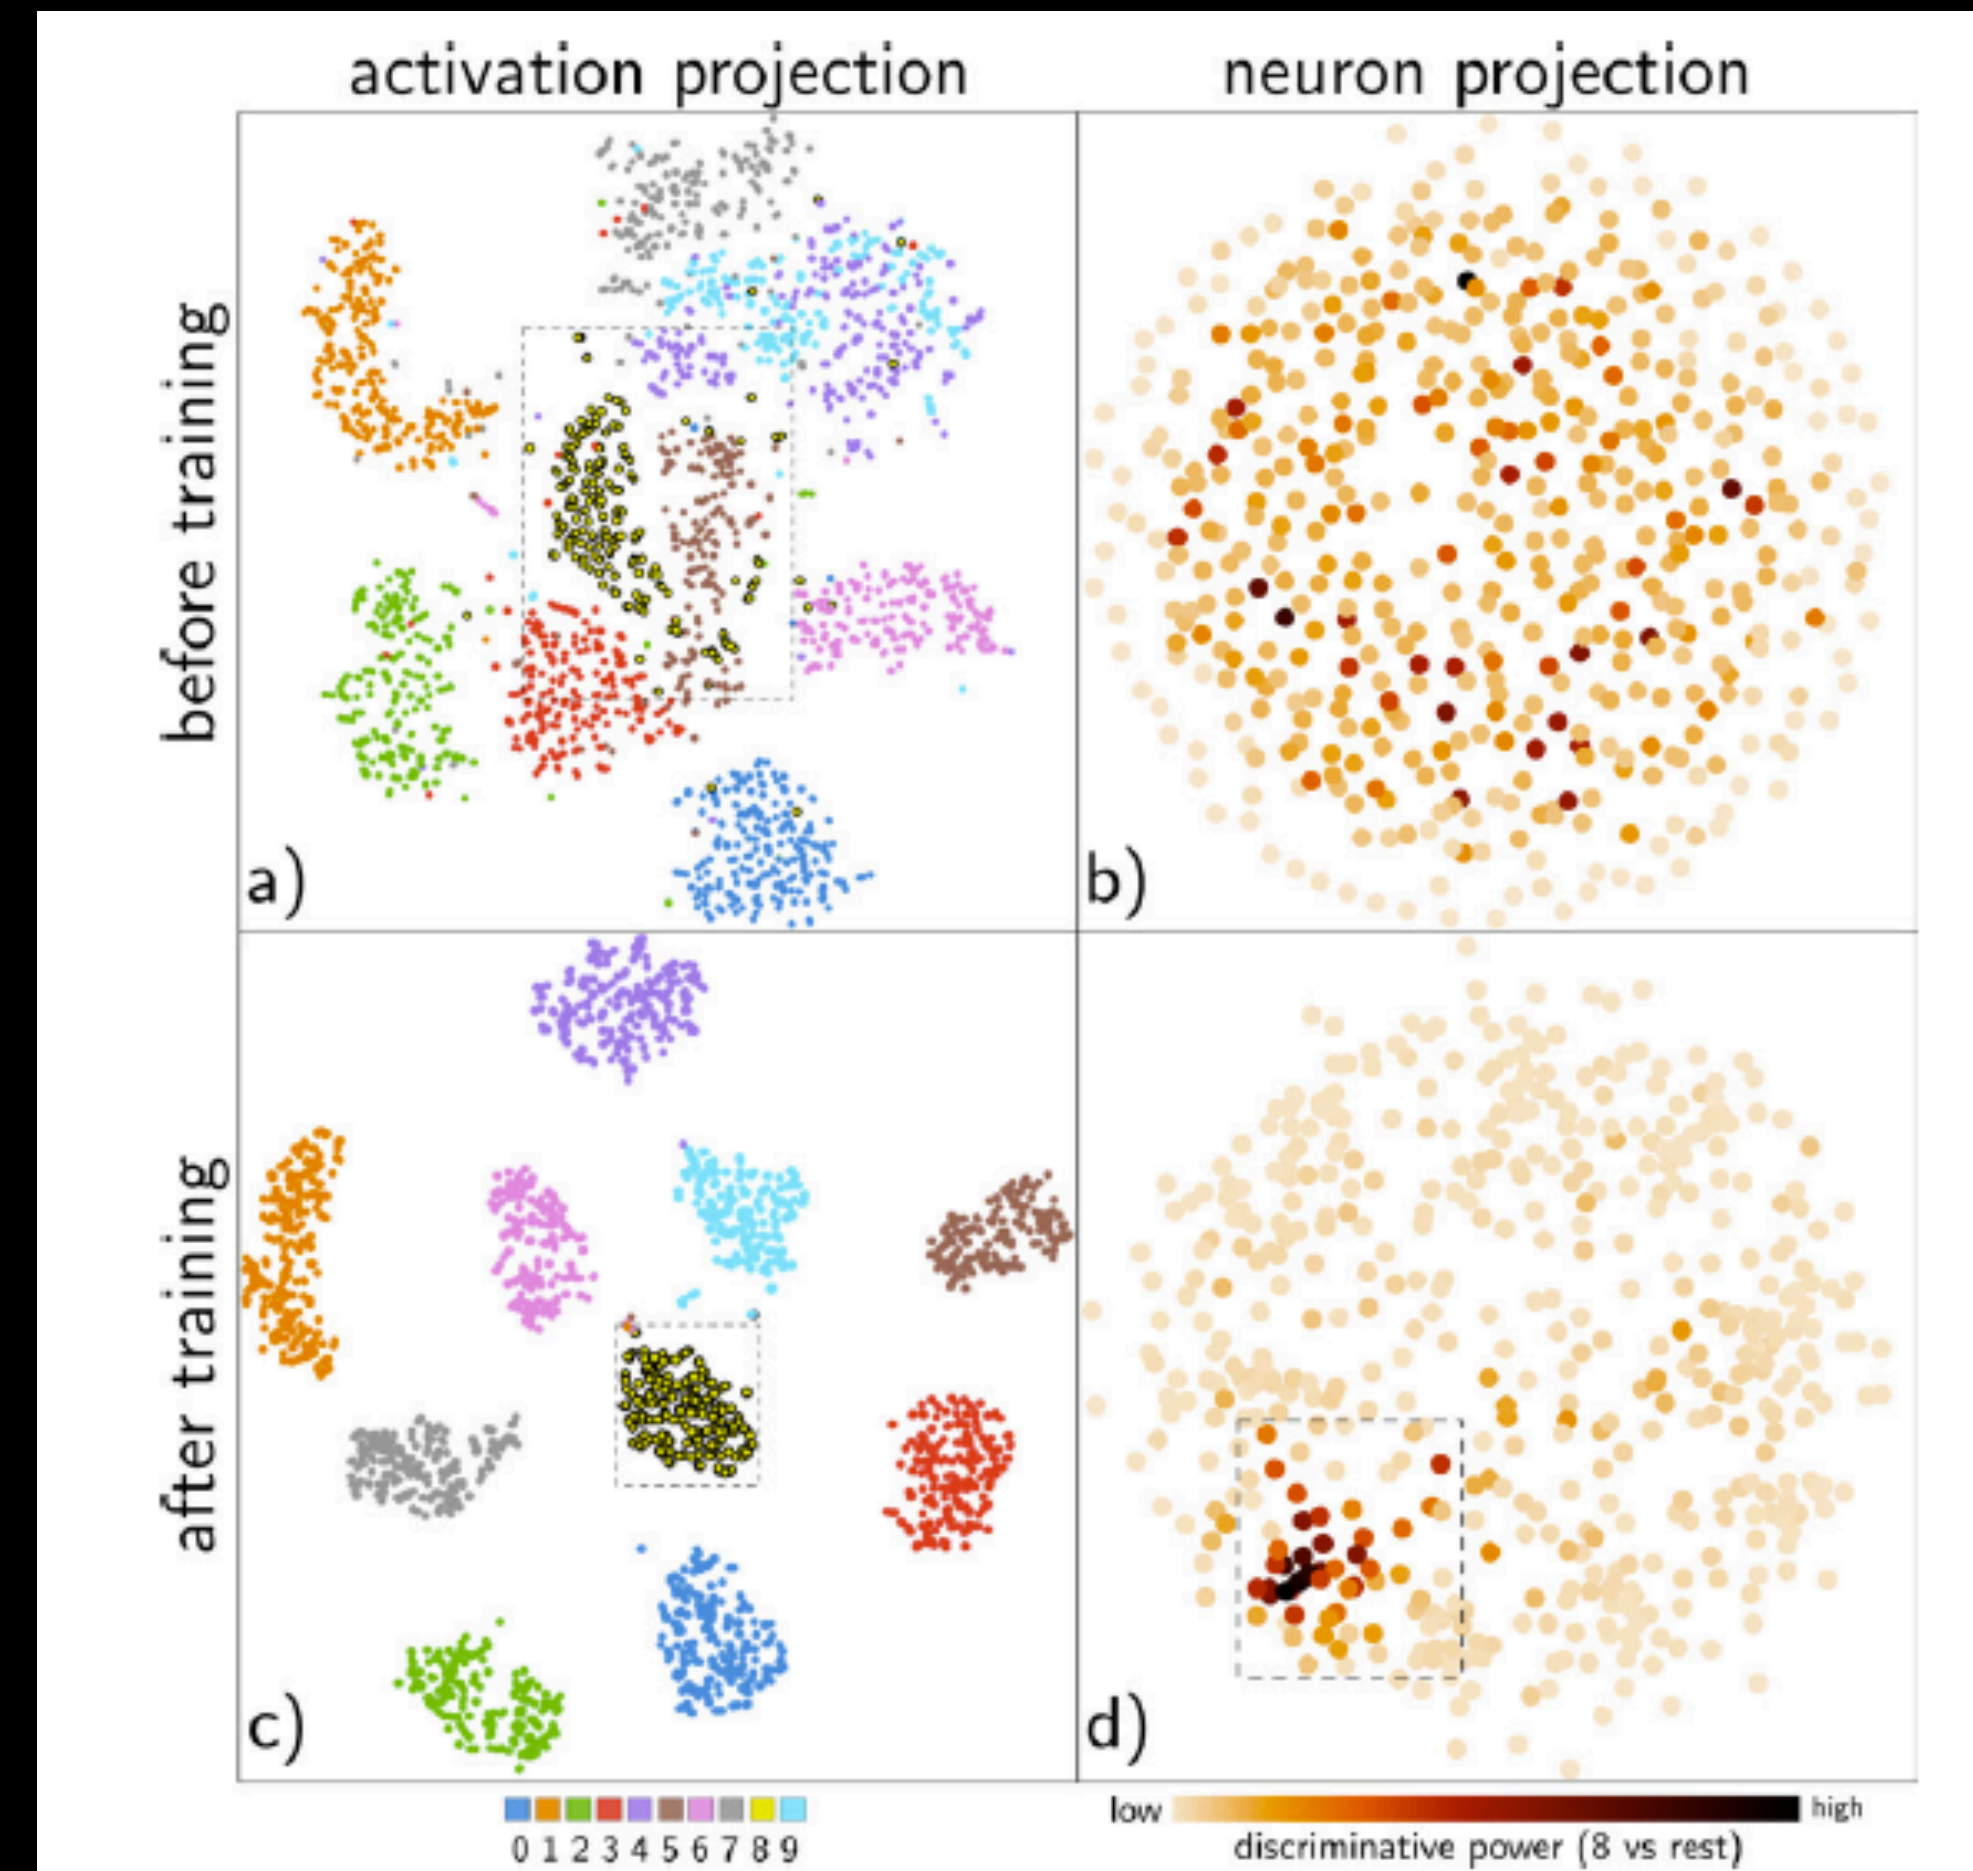 activation projection
neuron projection
before training
a)
b)
after training
c)
d)
0 1 2 3 4 5 6 7 8 9
low
high
discriminative power (8 vs rest)